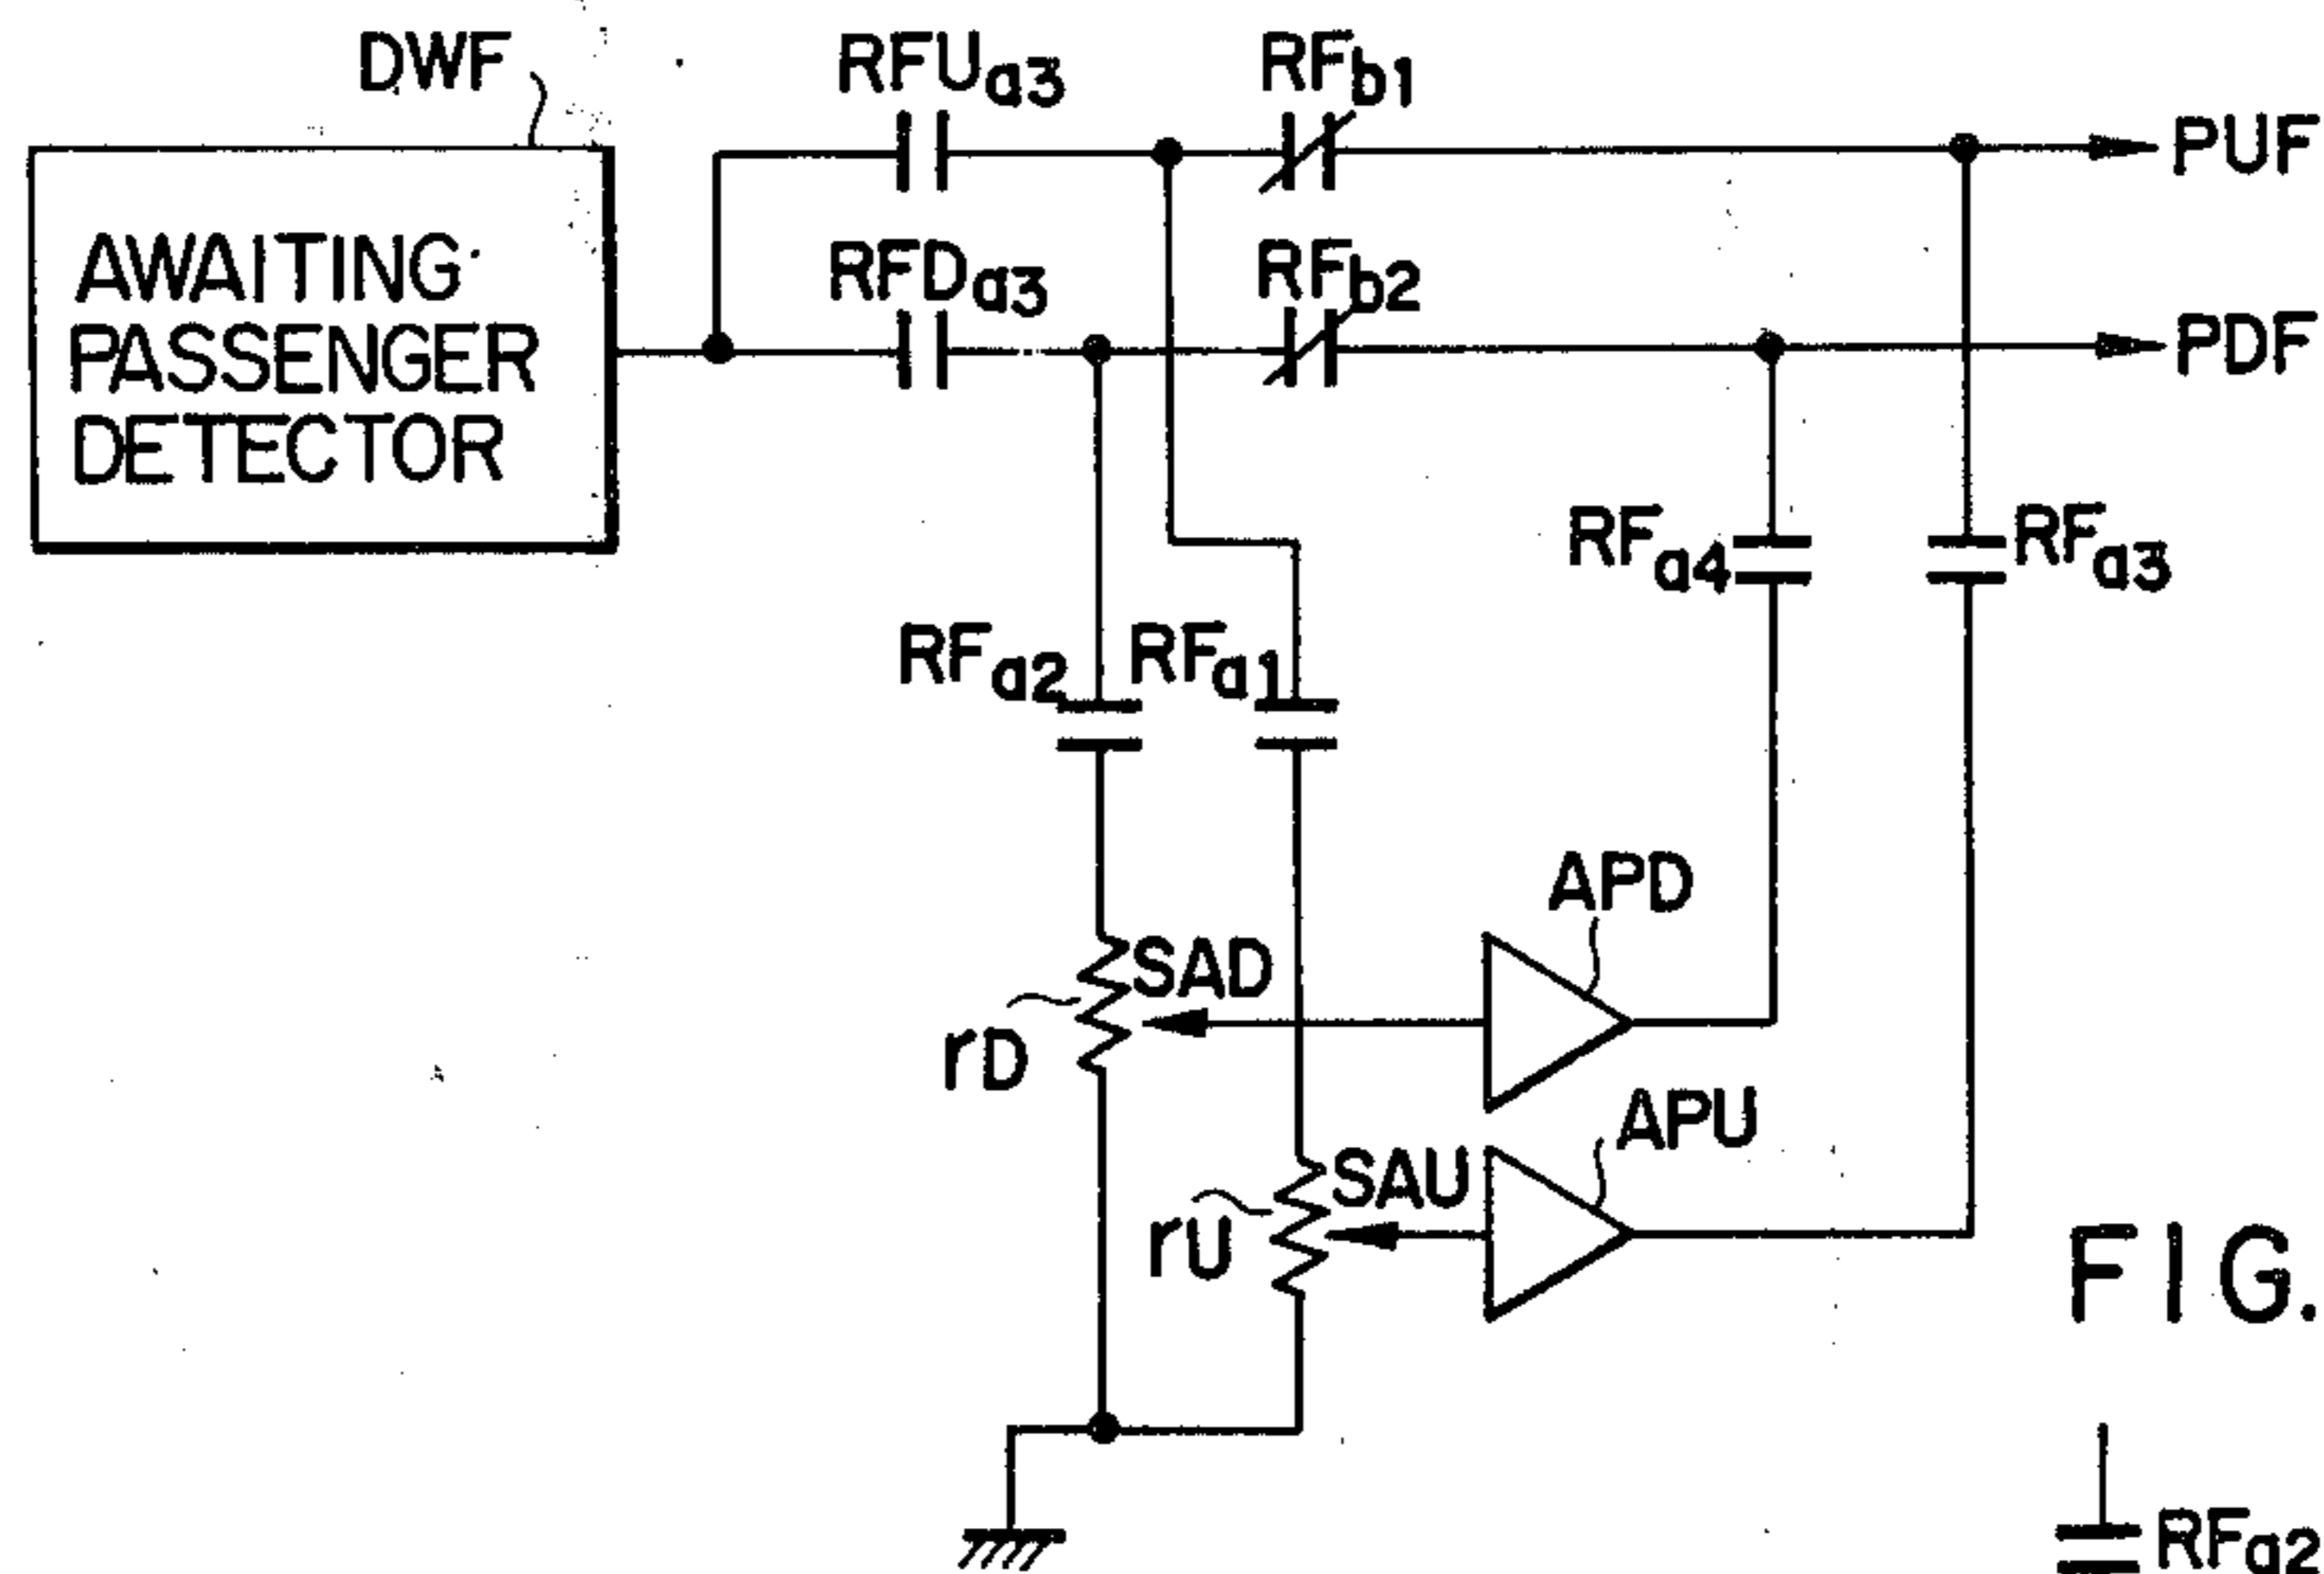 DWF
RFUa3
RFb1
PUF
AWAITING
PASSENGER
DETECTOR
RFDa3
RFb2
PDF
RFa4
RFa3
RFa2
RFa1
APD
SAD
rD
APU
SAU
rU
FIG.
RFa2